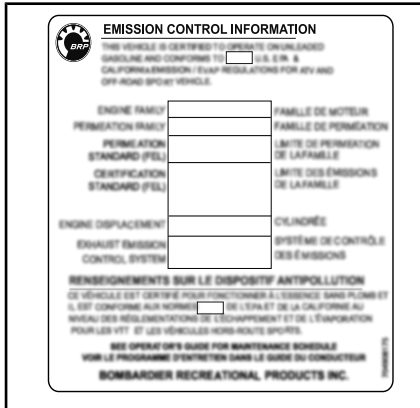 BRP
EMISSION CONTROL INFORMATION
THIS VEHICLE IS CERTIFIED TO OPERATE ON UNLEADED
GASOLINE AND CONFORMS TO U.S. EPA &
CALIFORNIA EMISSION / EVAP REGULATIONS FOR ATV AND
OFF-ROAD SPORT VEHICLE.
ENGINE FAMILY FAMILLE DE MOTEUR
PERMEATION FAMILY FAMILLE DE PERMÉATION
PERMEATION LIMITE DE PERMEATION
STANDARD (FEL) DE LA FAMILLE
CERTIFICATION LIMITE DES ÉMISSIONS
STANDARD (FEL) DE LA FAMILLE
ENGINE DISPLACEMENT CYLINDRÉE
EXHAUST EMISSION SYSTÈME DE CONTRÔLE
CONTROL SYSTEM DES ÉMISSIONS
RENSEIGNEMENTS SUR LE DISPOSITIF ANTIPOLLUTION
CE VÉHICULE EST CERTIFIÉ POUR FONCTIONNER À L'ESSENCE SANS PLOMB ET
IL EST CONFORME AUX NORMES DE L'EPA ET DE LA CALIFORNIE AU
NIVEAU DES RÉGLEMENTATIONS DE L'ÉCHAPPEMENT ET DE L'ÉVAPORATION
POUR LES VTT ET LES VÉHICULES HORS-ROUTE SPORTS.
SEE OPERATOR'S GUIDE FOR MAINTENANCE SCHEDULE
VOIR LE PROGRAMME D'ENTRETIEN DANS LE GUIDE DU CONDUCTEUR
BOMBARDIER RECREATIONAL PRODUCTS INC.